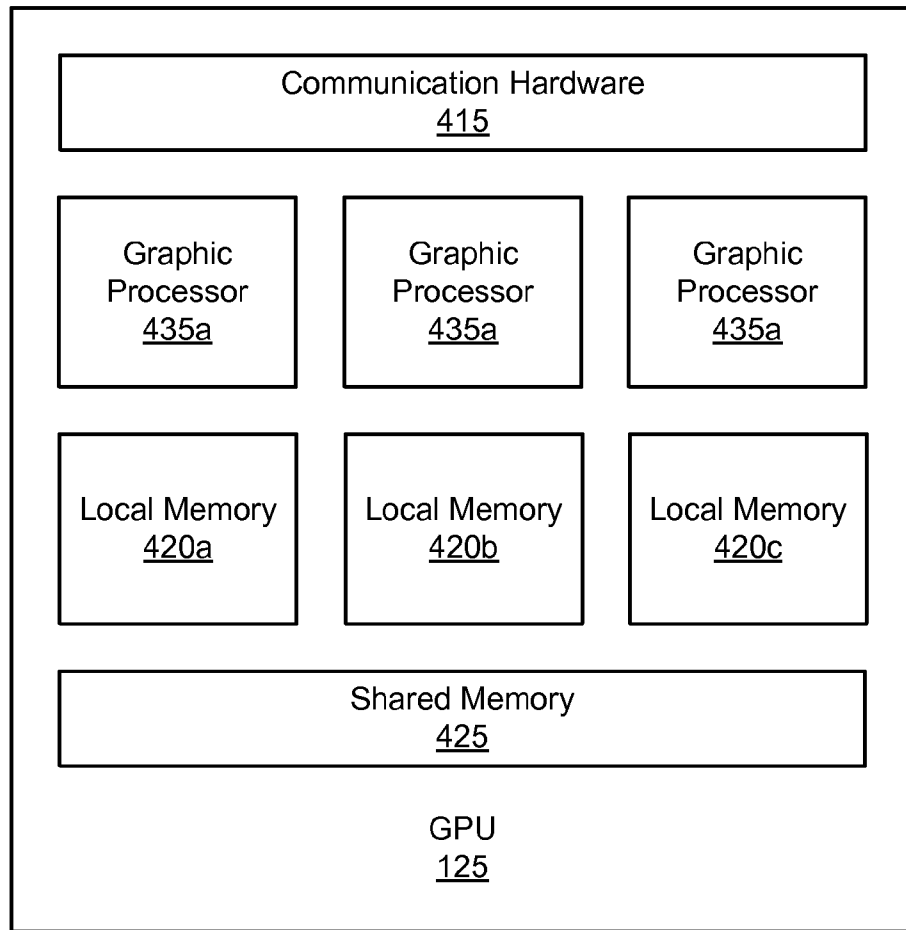 Communication Hardware
415
Graphic
Processor
435a
Graphic
Processor
435a
Graphic
Processor
435a
Local Memory
420a
Local Memory
420b
Local Memory
420c
Shared Memory
425
GPU
125